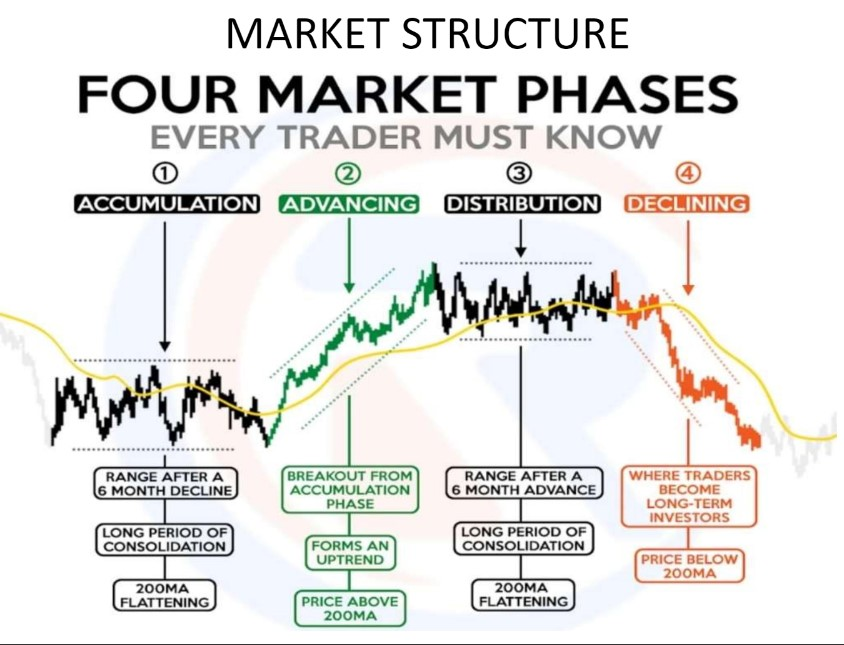 MARKET STRUCTURE
FOUR MARKET PHASES
EVERY TRADER MUST KNOW
1
ACCUMULATION
2
ADVANCING
3
DISTRIBUTION
4
DECLINING
RANGE AFTER A
6 MONTH DECLINE
LONG PERIOD OF
CONSOLIDATION
200MA
FLATTENING
BREAKOUT FROM
ACCUMULATION
PHASE
FORMS AN
UPTREND
PRICE ABOVE
200MA
RANGE AFTER A
6 MONTH ADVANCE
LONG PERIOD OF
CONSOLIDATION
200MA
FLATTENING
WHERE TRADERS
BECOME
LONG-TERM
INVESTORS
PRICE BELOW
200MA